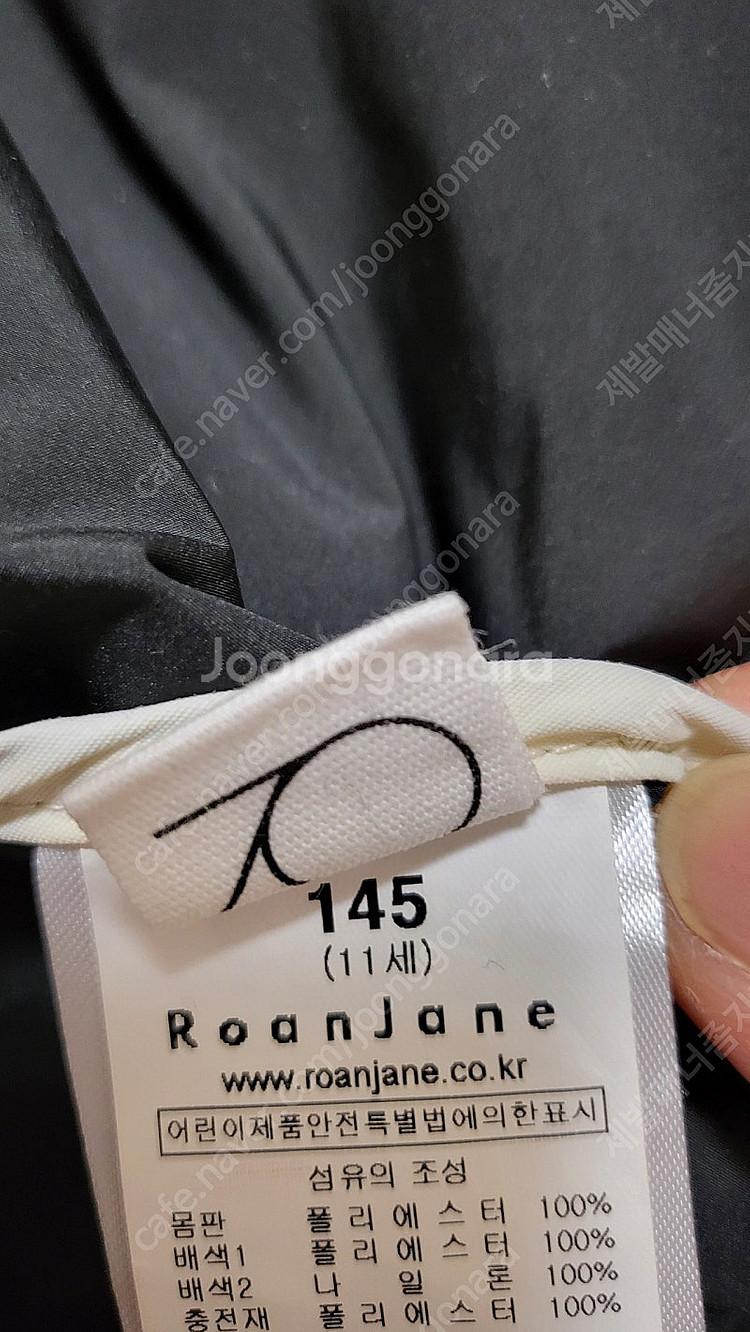 제발매너좀지
cafe.naver.com/joonggonara
Joonggonara
145
(11세)
RoanJane
www.roanjane.co.kr
어린이제품안전특별법에의한표시
섬유의 조성
몸판 폴리에스터 100%
배색1 폴리에스터 100%
배색2 나일론 100%
충전재 폴리에스터 100%